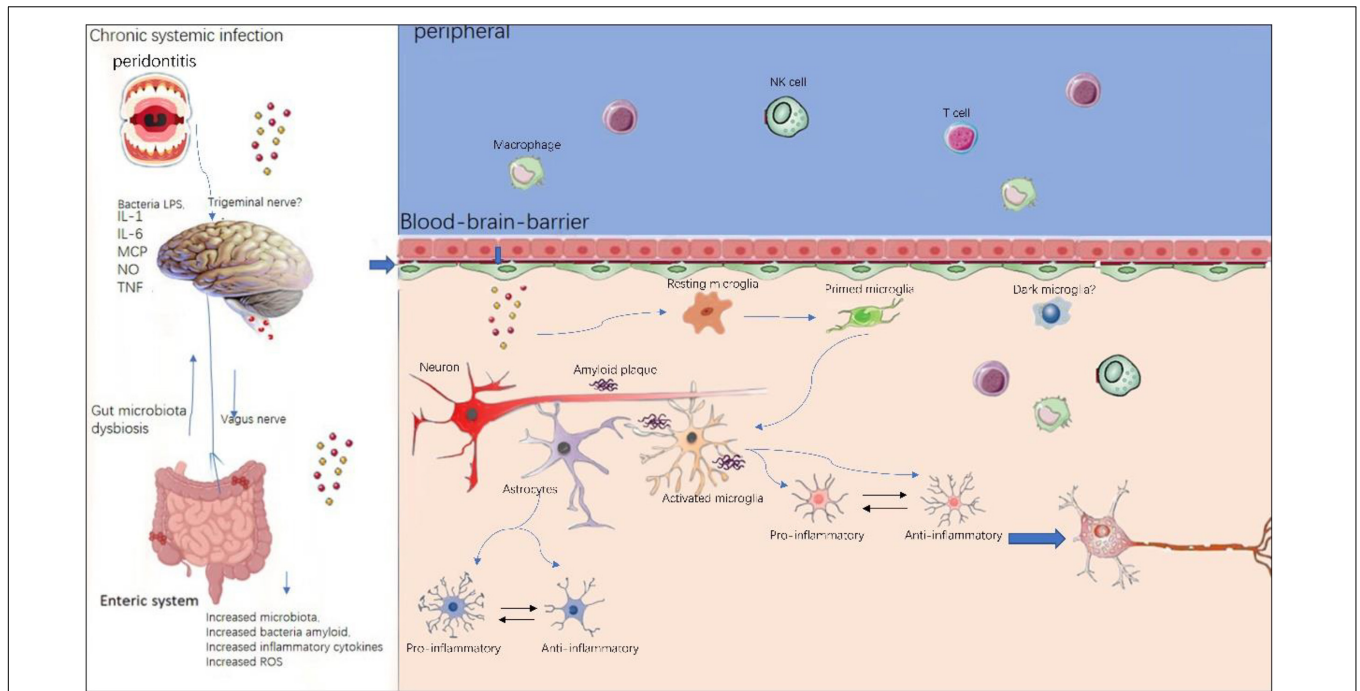 Chronic systemic infection
peridontitis
Bacteria LPS,
IL-1
IL-6
MCP
NO
TNF
Trigeminal nerve?
Gut microbiota
dysbiosis
Vagus nerve
Enteric system
Increased microbiota,
Increased bacteria amyloid,
Increased inflammatory cytokines
Increased ROS
peripheral
NK cell
T cell
Macrophage
Blood-brain-barrier
Resting microglia
Primed microglia
Dark microglia?
Neuron
Amyloid plaque
Astrocytes
Activated microglia
Pro-inflammatory
Anti-inflammatory
Pro-inflammatory
Anti-inflammatory